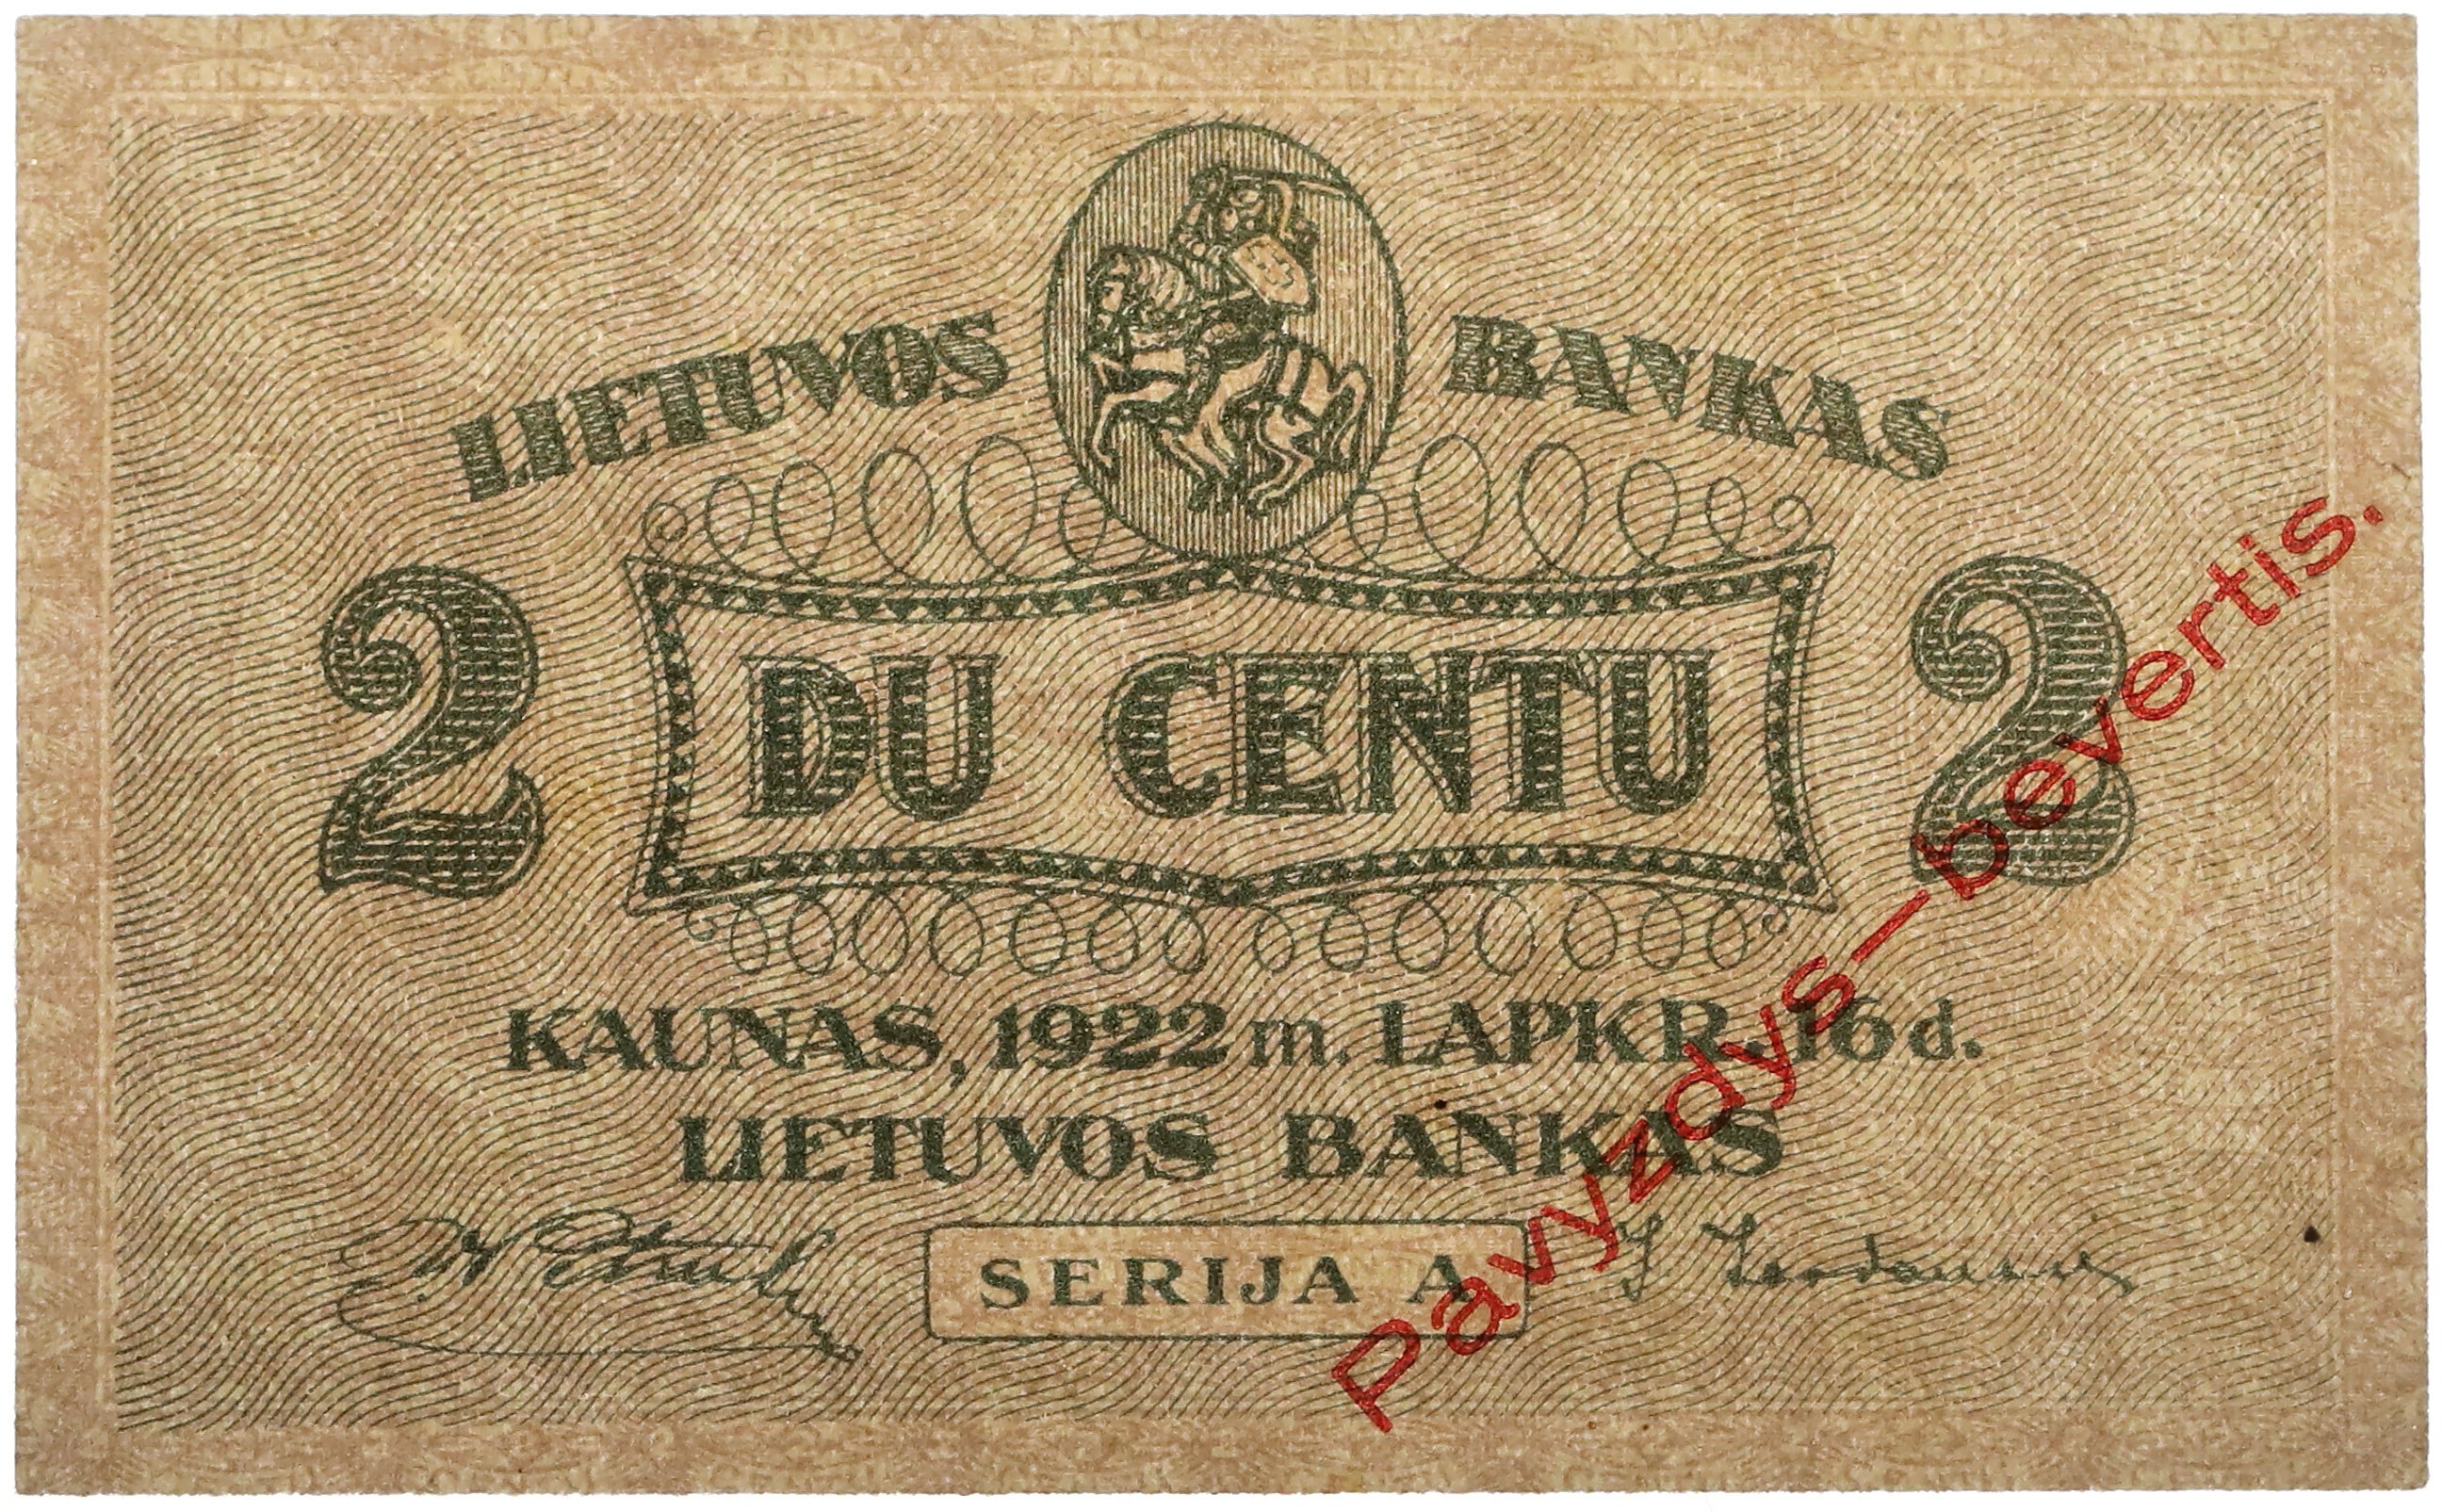 LIETUVOS BANKAS
2 DU CENTU 2
KAUNAS, 1922 m. LAPKR. 16 d.
LIETUVOS BANKAS
SERIJA A
Pavyzdys—bevertis.